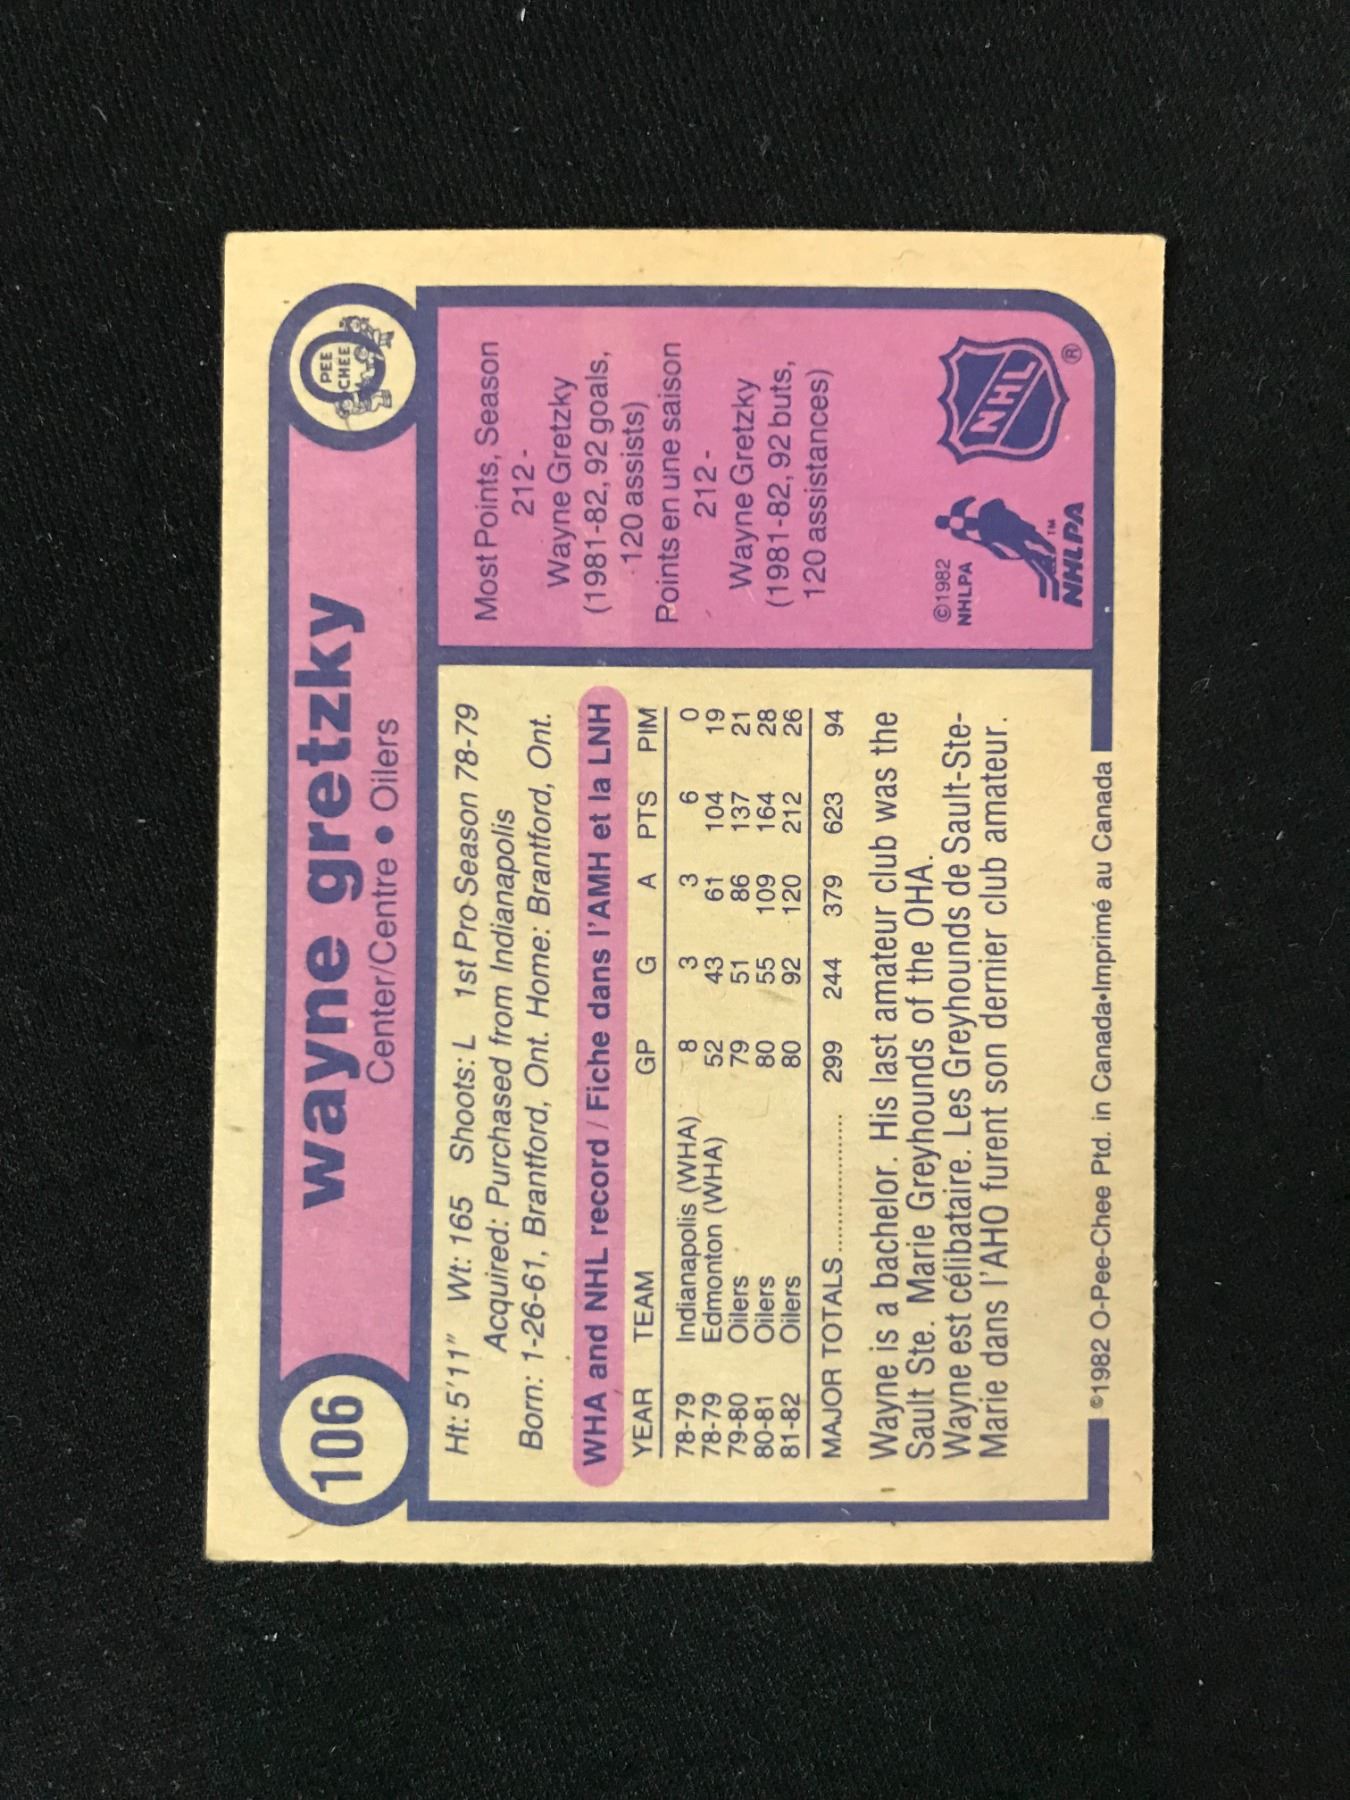 106
wayne gretzky
Center/Centre • Oilers
PEE
CHEE
Ht: 5'11" Wt: 165 Shoots: L 1st Pro Season 78-79
Acquired: Purchased from Indianapolis
Born: 1-26-61, Brantford, Ont. Home: Brantford, Ont.
WHA and NHL record / Fiche dans l'AMH et la LNH
YEAR TEAM GP G A PTS PIM
78-79 Indianapolis (WHA) 8 3 3 6 0
78-79 Edmonton (WHA) 52 43 61 104 19
79-80 Oilers 79 51 86 137 21
80-81 Oilers 80 55 109 164 28
81-82 Oilers 80 92 120 212 26
MAJOR TOTALS .............. 299 244 379 623 94
Wayne is a bachelor. His last amateur club was the
Sault Ste. Marie Greyhounds of the OHA.
Wayne est célibataire. Les Greyhounds de Sault-Ste-
Marie dans l'AHO furent son dernier club amateur.
Most Points, Season
212 -
Wayne Gretzky
(1981-82, 92 goals,
120 assists)
Points en une saison
212 -
Wayne Gretzky
(1981-82, 92 buts,
120 assistances)
©1982
NHLPA
™
NHLPA
NHL
®
©1982 O-Pee-Chee Ptd. in Canada•Imprimé au Canada